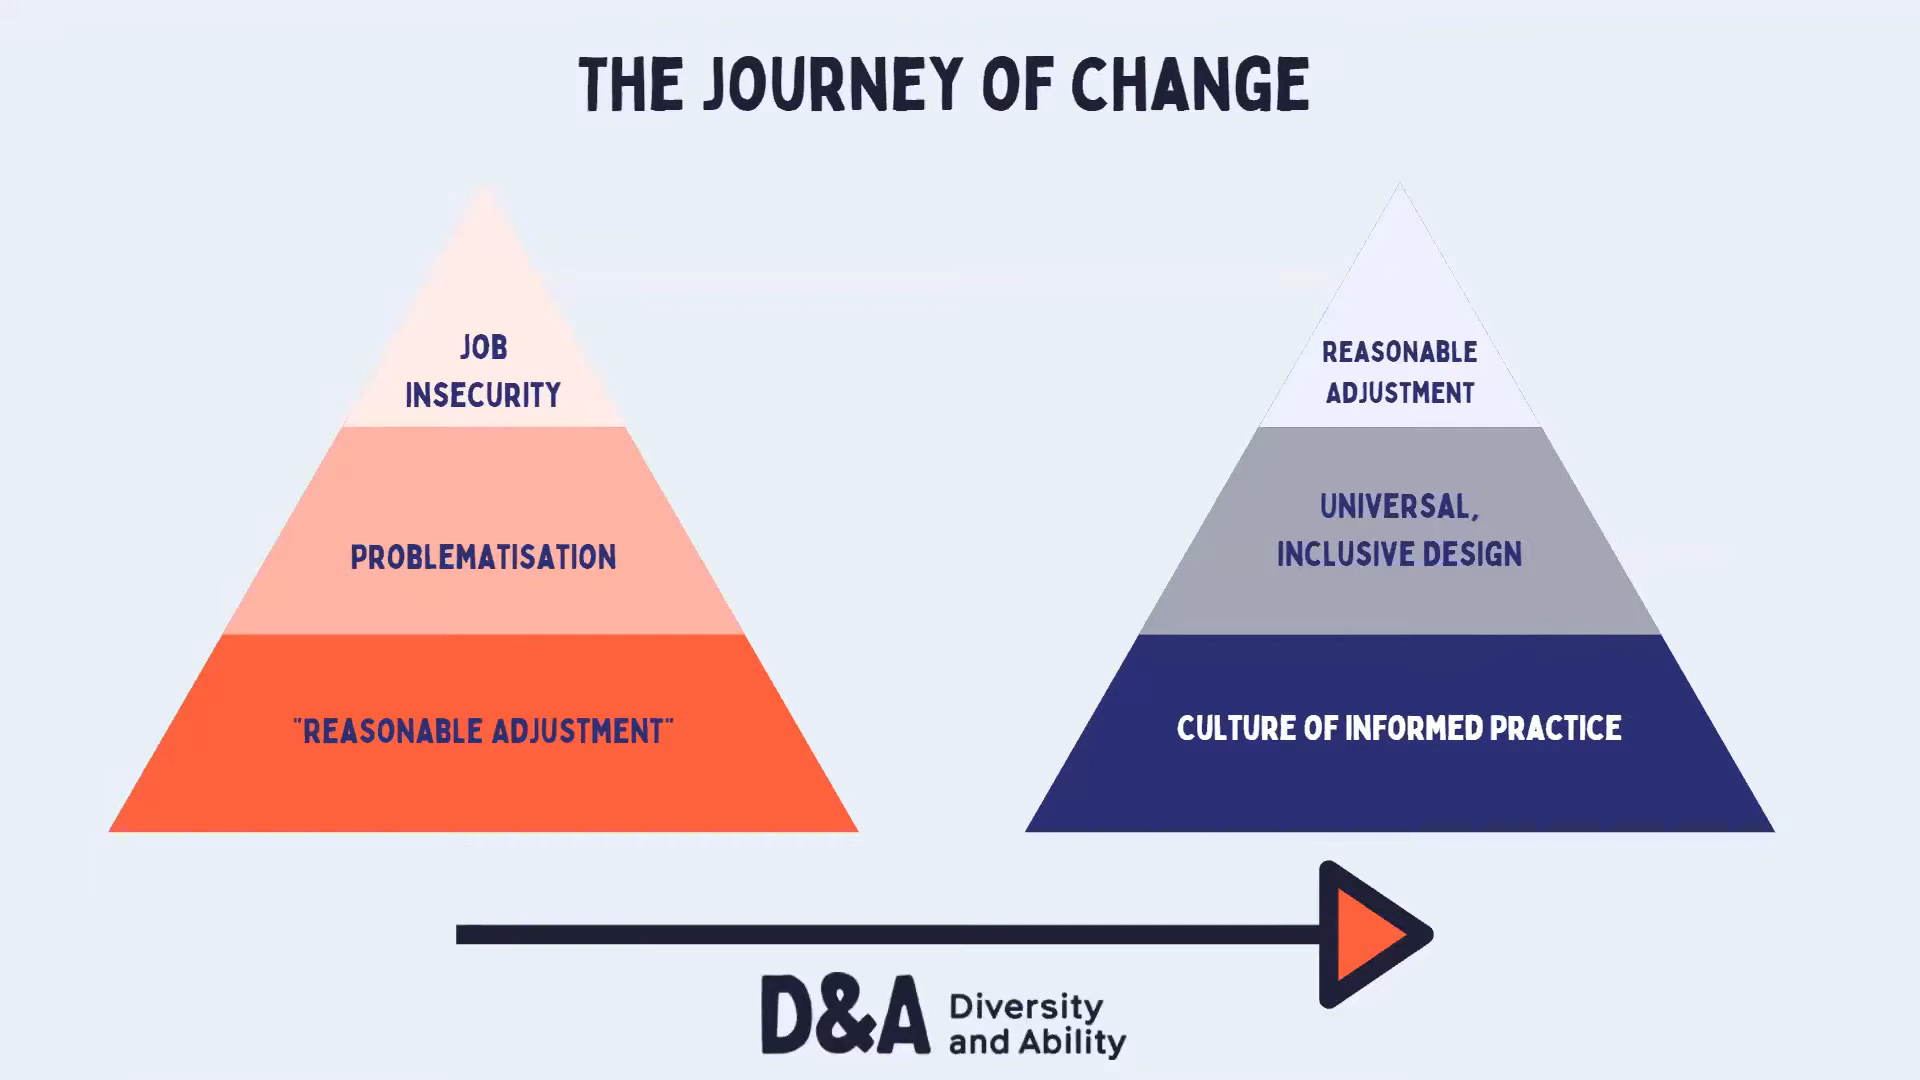 THE JOURNEY OF CHANGE
JOB
INSECURITY
PROBLEMATISATION
"REASONABLE ADJUSTMENT"
REASONABLE
ADJUSTMENT
UNIVERSAL,
INCLUSIVE DESIGN
CULTURE OF INFORMED PRACTICE
D&A
Diversity
and Ability